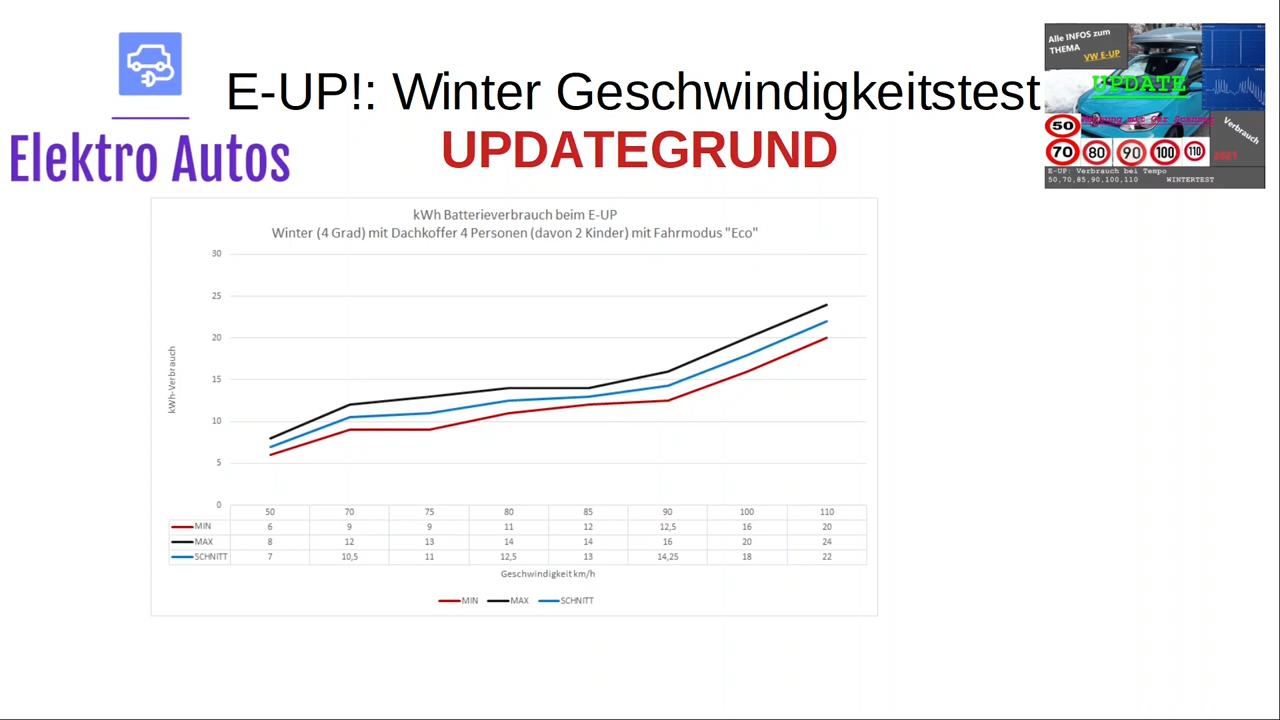 E-UP!: Winter Geschwindigkeitstest
UPDATEGRUND
Elektro Autos
Alle INFOS zum
THEMA
VW E-UP
UPDATE
50
70
80
90
100
110
Verbrauch
2021
E-UP: Verbrauch bei Tempo
50,70,85,90,100,110 WINTERTEST
kWh Batterieverbrauch beim E-UP
Winter (4 Grad) mit Dachkoffer 4 Personen (davon 2 Kinder) mit Fahrmodus "Eco"
30
25
20
15
10
5
0
kWh-Verbrauch
50 70 75 80 85 90 100 110
MIN 6 9 9 11 12 12,5 16 20
MAX 8 12 13 14 14 16 20 24
SCHNITT 7 10,5 11 12,5 13 14,25 18 22
Geschwindigkeit km/h
MIN MAX SCHNITT